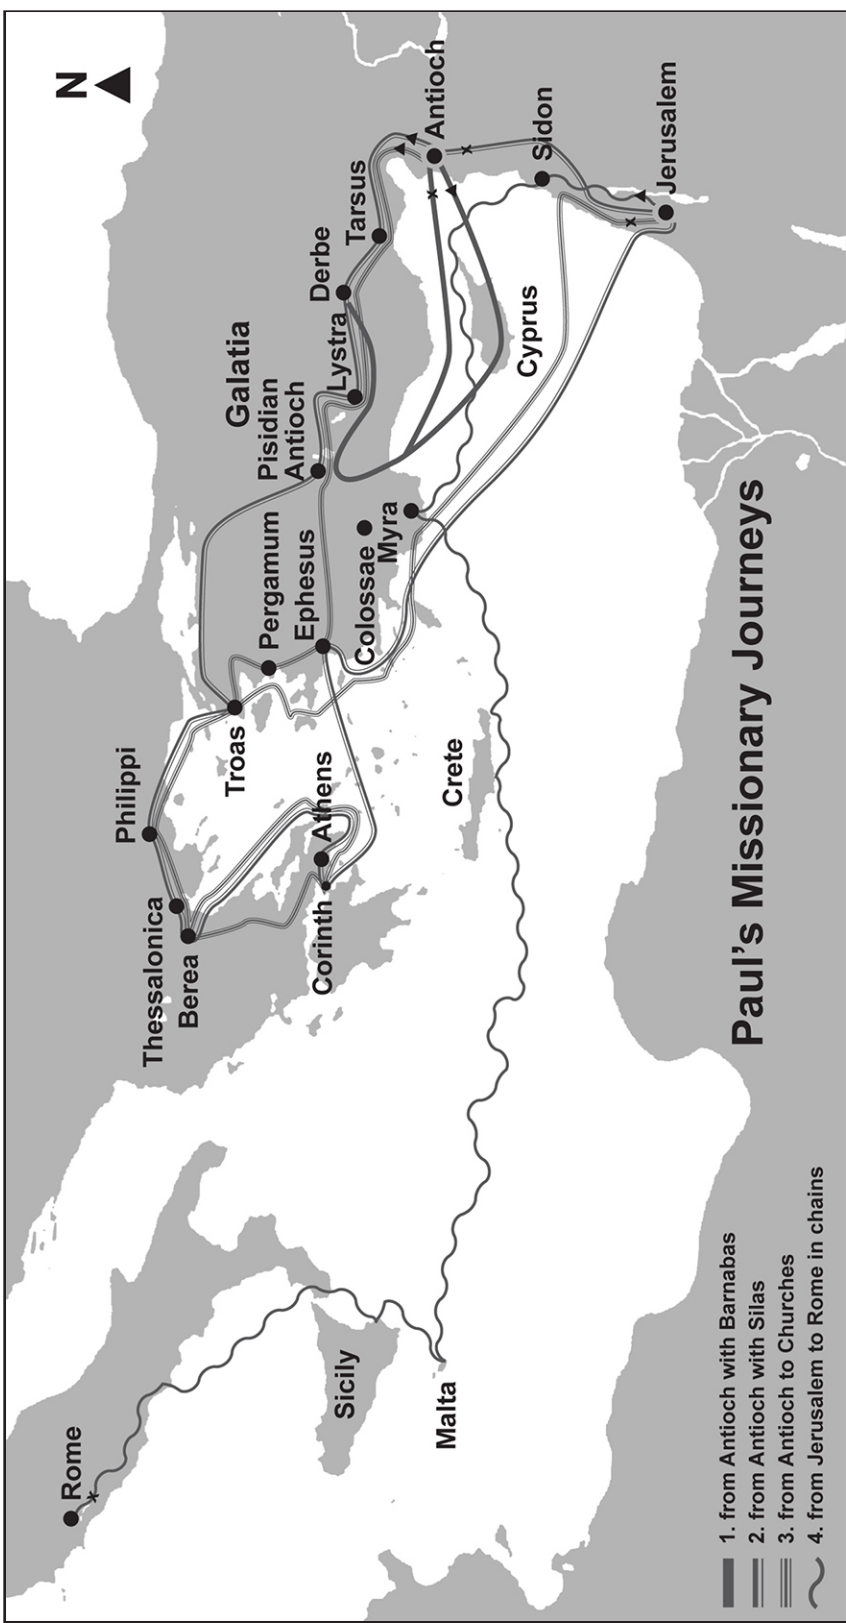 N
Rome
Sicily
Malta
Thessalonica
Berea
Philippi
Corinth
Athens
Troas
Pergamum
Ephesus
Colossae
Myra
Crete
Galatia
Pisidian
Antioch
Lystra
Derbe
Tarsus
Antioch
Cyprus
Sidon
Jerusalem
Paul's Missionary Journeys
1. from Antioch with Barnabas
2. from Antioch with Silas
3. from Antioch to Churches
4. from Jerusalem to Rome in chains